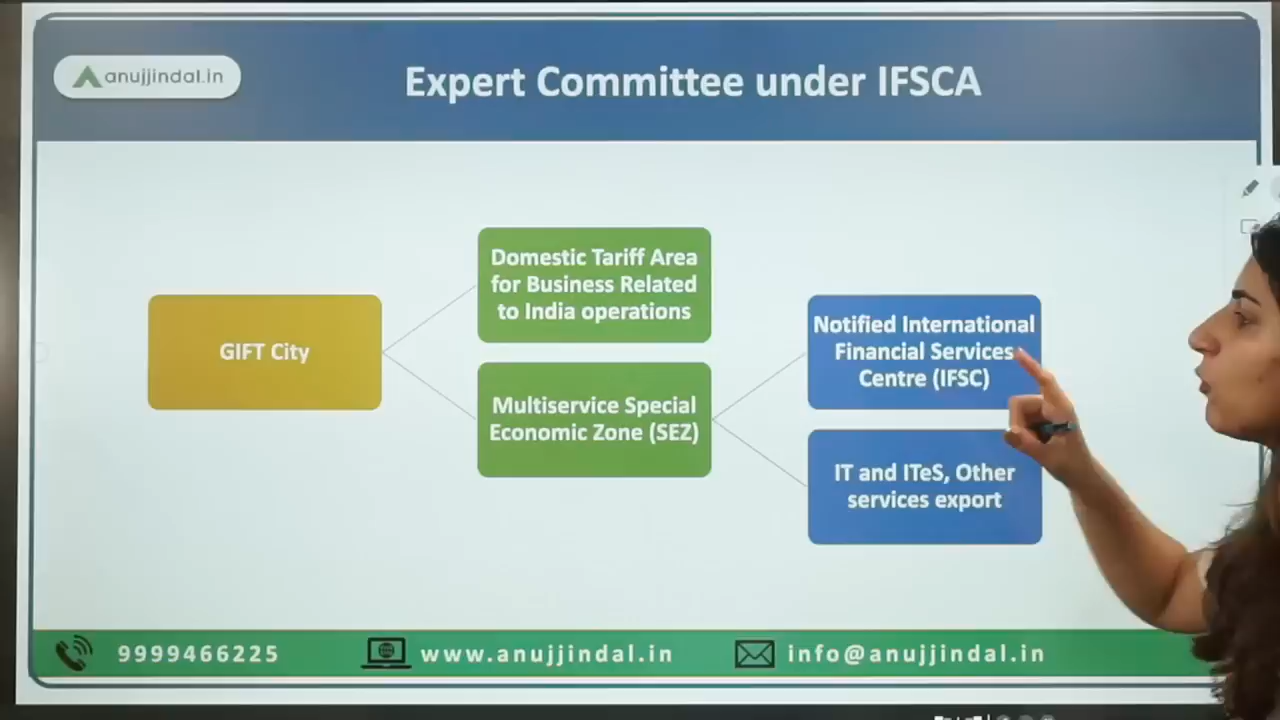 anujjindal.in
Expert Committee under IFSCA
GIFT City
Domestic Tariff Area
for Business Related
to India operations
Multiservice Special
Economic Zone (SEZ)
Notified International
Financial Services
Centre (IFSC)
IT and ITeS, Other
services export
9999466225
www.anujjindal.in
info@anujjindal.in